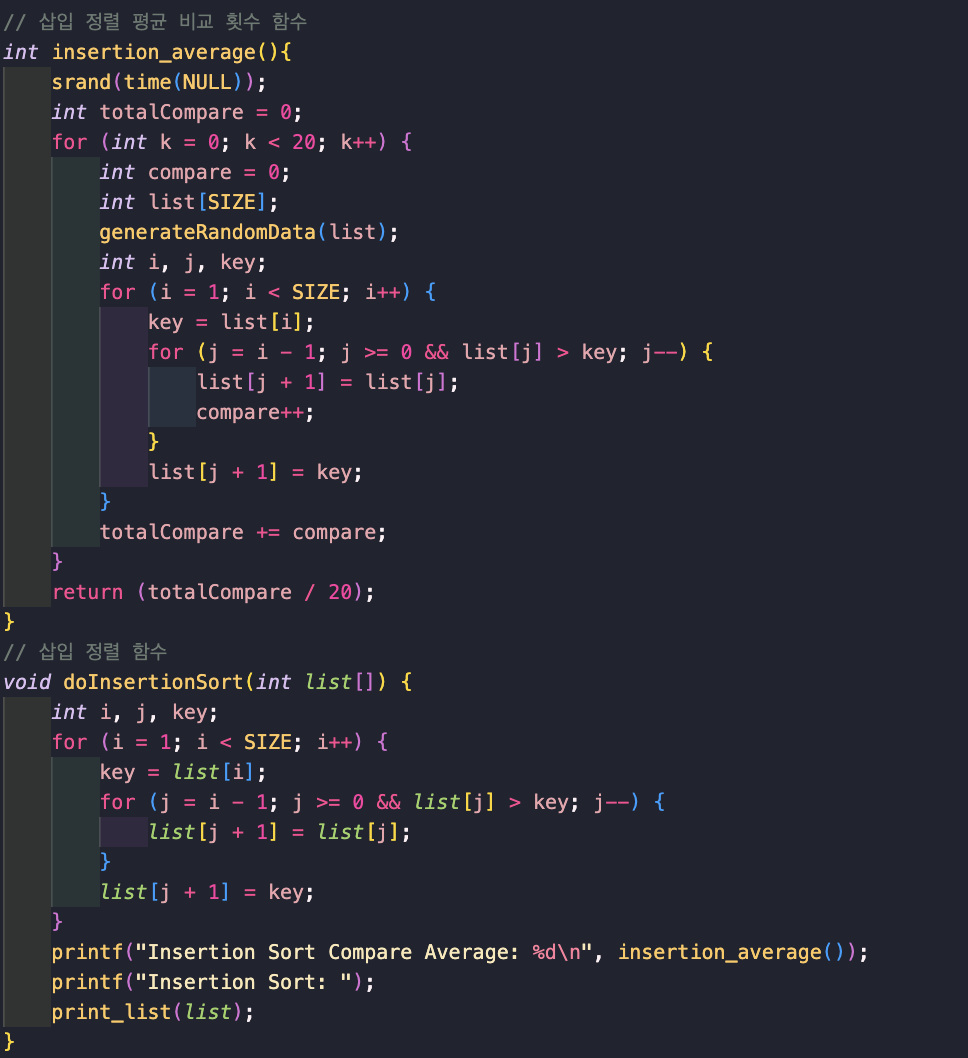 // 삽입 정렬 평균 비교 횟수 함수
int insertion_average(){
    srand(time(NULL));
    int totalCompare = 0;
    for (int k = 0; k < 20; k++) {
        int compare = 0;
        int list[SIZE];
        generateRandomData(list);
        int i, j, key;
        for (i = 1; i < SIZE; i++) {
            key = list[i];
            for (j = i - 1; j >= 0 && list[j] > key; j--) {
                list[j + 1] = list[j];
                compare++;
            }
            list[j + 1] = key;
        }
        totalCompare += compare;
    }
    return (totalCompare / 20);
}
// 삽입 정렬 함수
void doInsertionSort(int list[]) {
    int i, j, key;
    for (i = 1; i < SIZE; i++) {
        key = list[i];
        for (j = i - 1; j >= 0 && list[j] > key; j--) {
            list[j + 1] = list[j];
        }
        list[j + 1] = key;
    }
    printf("Insertion Sort Compare Average: %d\n", insertion_average());
    printf("Insertion Sort: ");
    print_list(list);
}